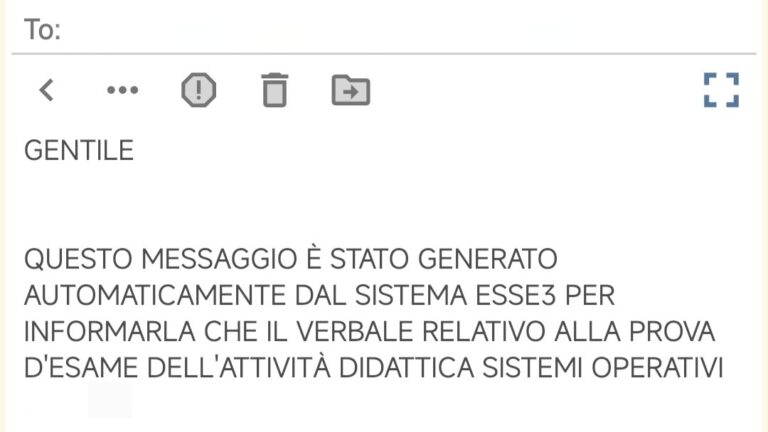 To:
GENTILE
QUESTO MESSAGGIO È STATO GENERATO
AUTOMATICAMENTE DAL SISTEMA ESSE3 PER
INFORMARLA CHE IL VERBALE RELATIVO ALLA PROVA
D'ESAME DELL'ATTIVITÀ DIDATTICA SISTEMI OPERATIVI